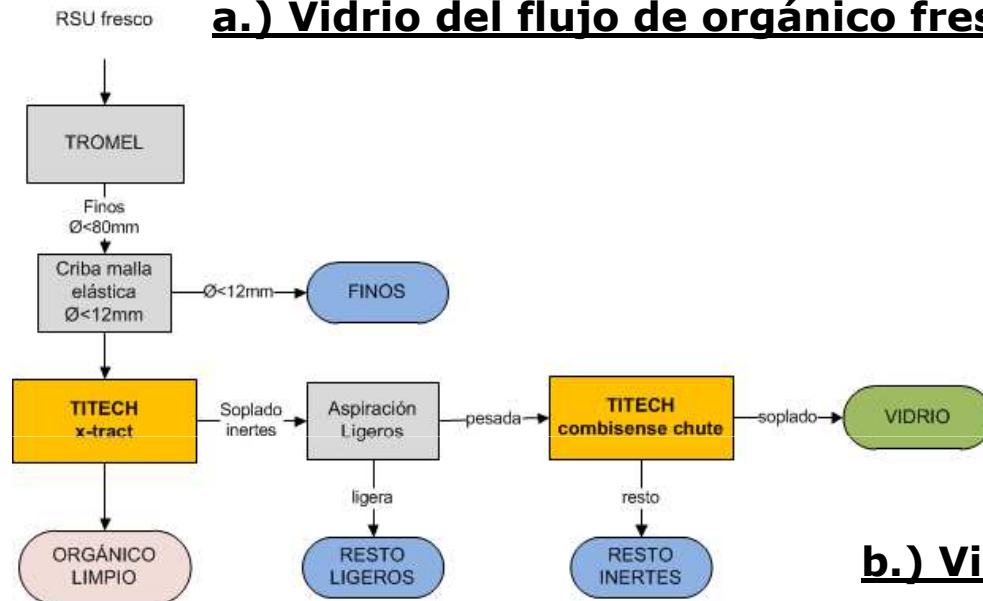 RSU fresco
a.) Vidrio del flujo de orgánico fres
TROMEL
Finos
Ø<80mm
Criba malla
elástica
Ø<12mm
Ø<12mm
FINOS
TITECH
x-tract
Soplado
inertes
Aspiración
Ligeros
pesada
TITECH
combisense chute
soplado
VIDRIO
ligera
resto
ORGÁNICO
LIMPIO
RESTO
LIGEROS
RESTO
INERTES
b.) Vi